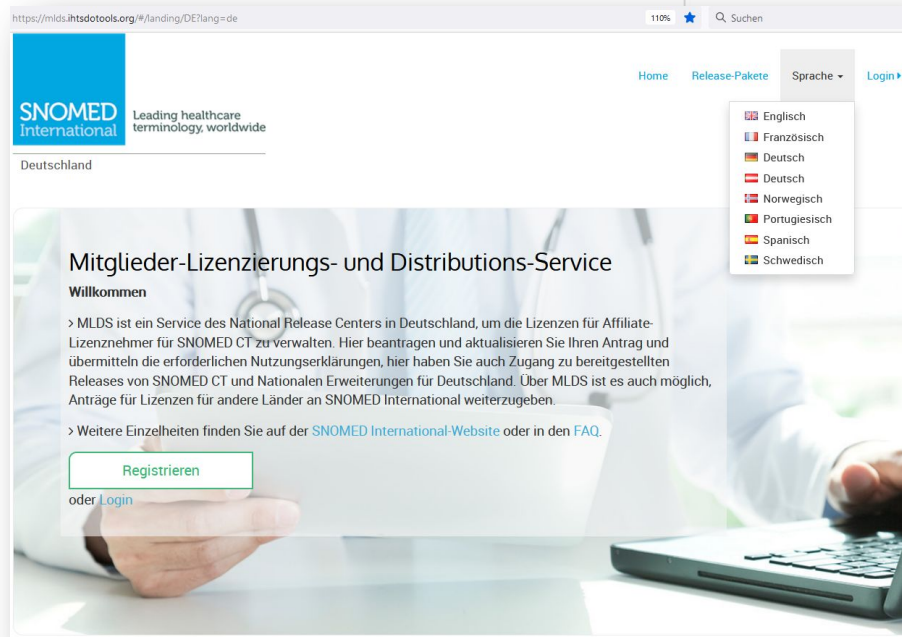 https://mlds.ihtsdotools.org/#/landing/DE?lang=de
110%
Suchen
SNOMED
International
Leading healthcare
terminology, worldwide
Deutschland
Home Release-Pakete Sprache Login
Englisch
Französisch
Deutsch
Deutsch
Norwegisch
Portugiesisch
Spanisch
Schwedisch
Mitglieder-Lizenzierungs- und Distributions-Service
Willkommen
> MLDS ist ein Service des National Release Centers in Deutschland, um die Lizenzen für Affiliate-
Lizenznehmer für SNOMED CT zu verwalten. Hier beantragen und aktualisieren Sie Ihren Antrag und
übermitteln die erforderlichen Nutzungserklärungen, hier haben Sie auch Zugang zu bereitgestellten
Releases von SNOMED CT und Nationalen Erweiterungen für Deutschland. Über MLDS ist es auch möglich,
Anträge für Lizenzen für andere Länder an SNOMED International weiterzugeben.
> Weitere Einzelheiten finden Sie auf der SNOMED International-Website oder in den FAQ.
Registrieren
oder Login